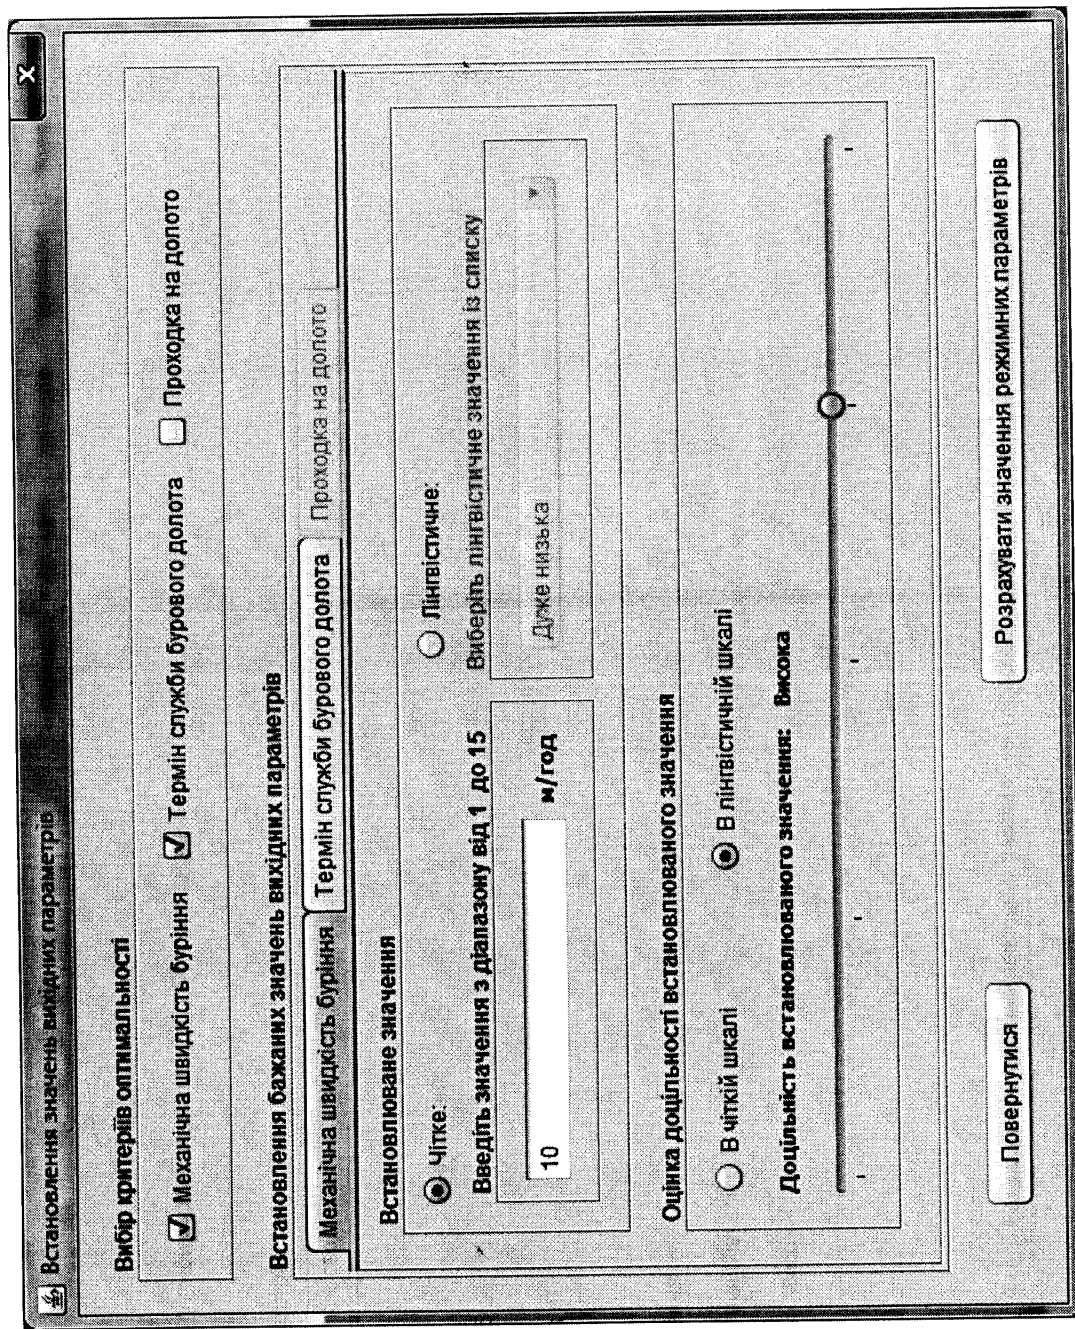 Встановлення значень вихідних параметрів
Вибір критеріїв оптимальності
Механічна швидкість буріння Термін служби бурового долота Проходка на долото
Встановлення бажаних значень вихідних параметрів
Механічна швидкість буріння Термін служби бурового долота Проходка на долото
Встановлюване значення
Чітке: Лінгвістичне:
Введіть значення з діапазону від 1 до 15 Виберіть лінгвістичне значення із списку
10 м/год Дуже низька
Оцінка доцільності встановлюваного значення
В чіткій шкалі В лінгвістичній шкалі
Доцільність встановлюваного значення: Висока
Повернутися Розрахувати значення режимних параметрів